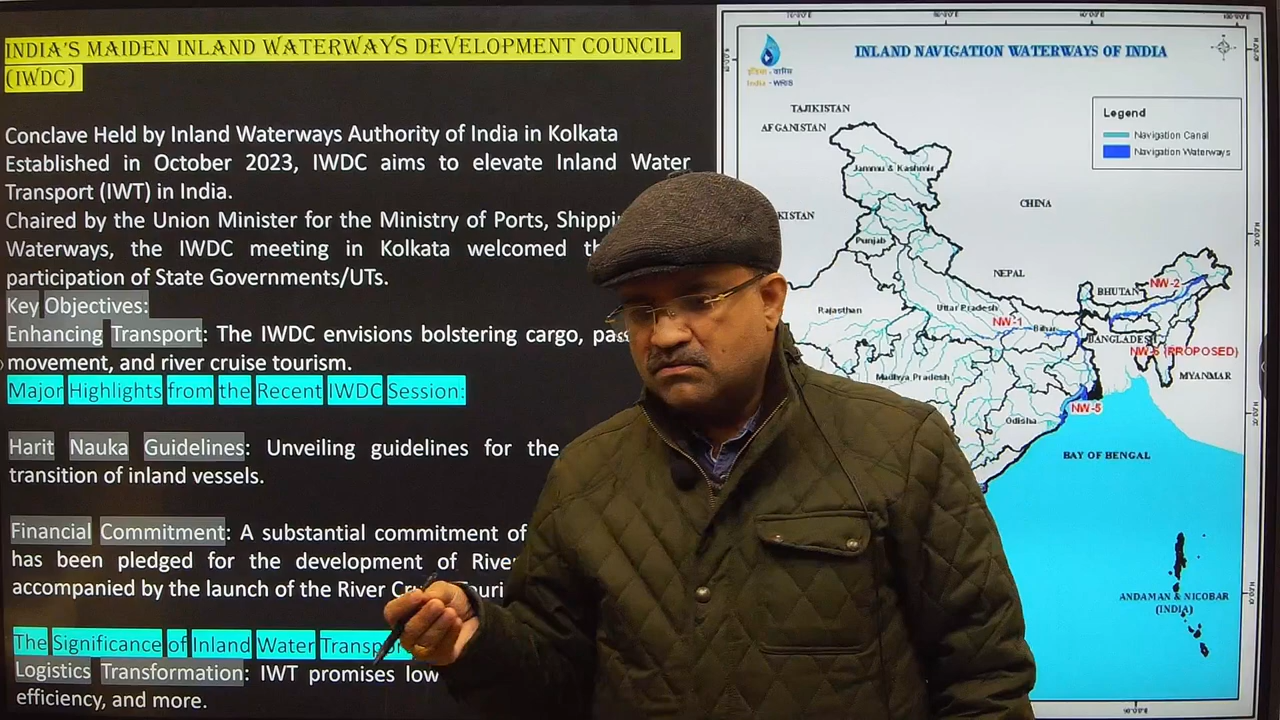 INDIA'S MAIDEN INLAND WATERWAYS DEVELOPMENT COUNCIL
(IWDC)
Conclave Held by Inland Waterways Authority of India in Kolkata
Established in October 2023, IWDC aims to elevate Inland Water
Transport (IWT) in India.
Chaired by the Union Minister for the Ministry of Ports,
Waterways, the IWDC meeting in Kolkata welcomed
participation of State Governments/UTs.
Key Objectives:
Enhancing Transport: The IWDC envisions bolstering cargo,
movement, and river cruise tourism.
Major Highlights from the Recent IWDC Session:
Harit Nauka Guidelines: Unveiling guidelines for the
transition of inland vessels.
Financial Commitment: A substantial commitment of
has been pledged for the development of
accompanied by the launch of the River
The Significance of Inland Water
Logistics Transformation: IWT promises low
efficiency, and more.
INLAND NAVIGATION WATERWAYS OF INDIA
इंडिया - वारिस
India - WRIS
Legend
Navigation Canal
Navigation Waterways
TAJIKISTAN
AFGANISTAN
Jammu & Kashmir
CHINA
KISTAN
Punjab
NEPAL
BHUTAN
NW-2
Rajasthan
Uttar Pradesh
NW-1
Bihar
BANGLADESH
NW-6 (PROPOSED)
Madhya Pradesh
MYANMAR
NW-5
Odisha
BAY OF BENGAL
ANDAMAN & NICOBAR
(INDIA)